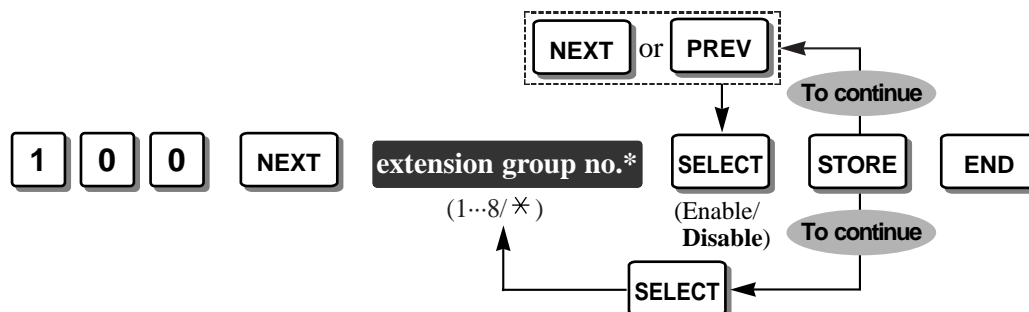 NEXT or PREV
To continue
1 0 0 NEXT extension group no.* SELECT STORE END
(1···8/✳)
(Enable/
Disable)
To continue
SELECT